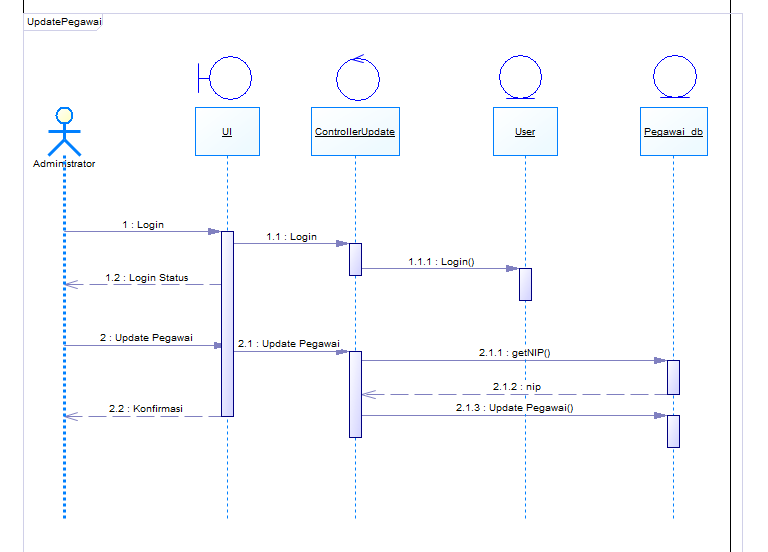 UpdatePegawai
UI
ControllerUpdate
User
Pegawai_db
Administrator
1 : Login
1.1 : Login
1.1.1 : Login()
1.2 : Login Status
2 : Update Pegawai
2.1 : Update Pegawai
2.1.1 : getNIP()
2.1.2 : nip
2.2 : Konfirmasi
2.1.3 : Update Pegawai()